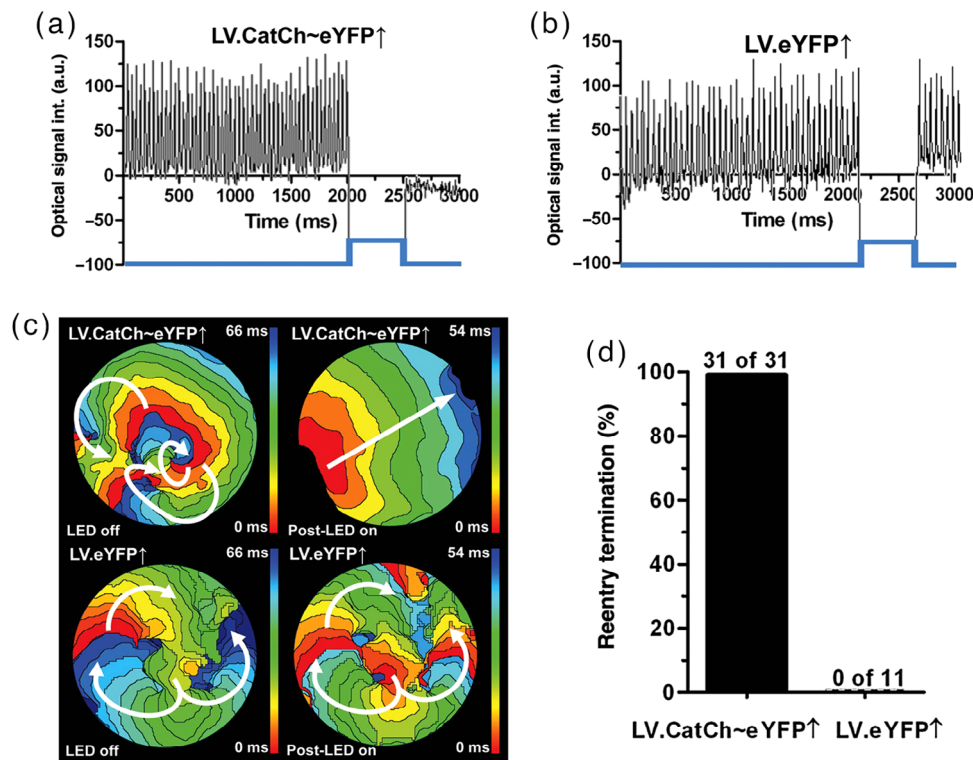 (a)
LV.CatCh~eYFP↑
150
100
50
0
−50
−100
Optical signal int. (a.u.)
500 1000 1500 2000 2500 3000
Time (ms)
(b)
LV.eYFP↑
150
100
50
0
−50
−100
Optical signal int. (a.u.)
500 1000 1500 2000 2500 3000
Time (ms)
(c)
LV.CatCh~eYFP↑ 66 ms
LED off 0 ms
LV.CatCh~eYFP↑ 54 ms
Post-LED on 0 ms
LV.eYFP↑ 66 ms
LED off 0 ms
LV.eYFP↑ 54 ms
Post-LED on 0 ms
(d)
31 of 31
100
80
60
40
20
0
Reentry termination (%)
0 of 11
LV.CatCh~eYFP↑ LV.eYFP↑